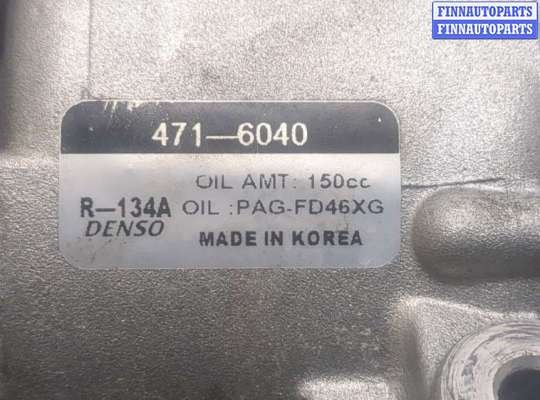 FINNAUTOPARTS
FINNAUTOPARTS
471-6040
OIL AMT: 150cc
R-134A OIL :PAG-FD46XG
DENSO
MADE IN KOREA